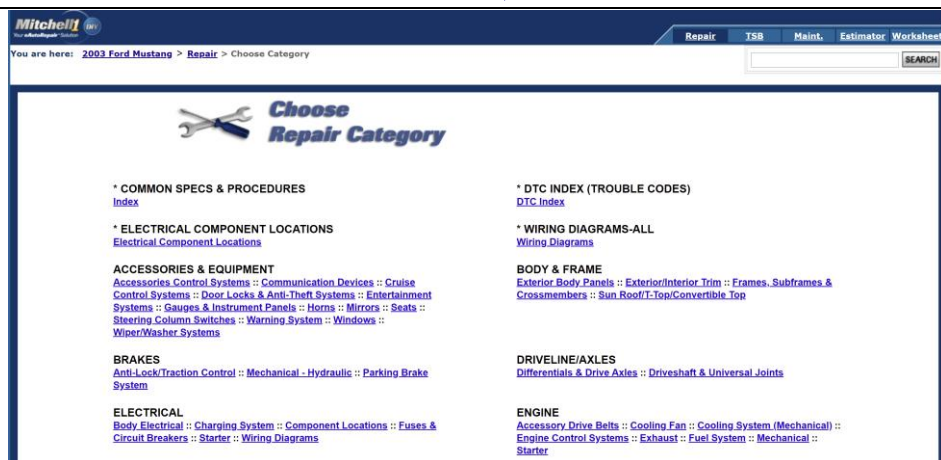 Mitchell1 DIY
Your eAutoRepair Solution
Repair TSB Maint. Estimator Worksheet
You are here: 2003 Ford Mustang > Repair > Choose Category
SEARCH
Choose
Repair Category
* COMMON SPECS & PROCEDURES
Index
* DTC INDEX (TROUBLE CODES)
DTC Index
* ELECTRICAL COMPONENT LOCATIONS
Electrical Component Locations
* WIRING DIAGRAMS-ALL
Wiring Diagrams
ACCESSORIES & EQUIPMENT
Accessories Control Systems :: Communication Devices :: Cruise
Control Systems :: Door Locks & Anti-Theft Systems :: Entertainment
Systems :: Gauges & Instrument Panels :: Horns :: Mirrors :: Seats ::
Steering Column Switches :: Warning System :: Windows ::
Wiper/Washer Systems
BODY & FRAME
Exterior Body Panels :: Exterior/Interior Trim :: Frames, Subframes &
Crossmembers :: Sun Roof/T-Top/Convertible Top
BRAKES
Anti-Lock/Traction Control :: Mechanical - Hydraulic :: Parking Brake
System
DRIVELINE/AXLES
Differentials & Drive Axles :: Driveshaft & Universal Joints
ELECTRICAL
Body Electrical :: Charging System :: Component Locations :: Fuses &
Circuit Breakers :: Starter :: Wiring Diagrams
ENGINE
Accessory Drive Belts :: Cooling Fan :: Cooling System (Mechanical) ::
Engine Control Systems :: Exhaust :: Fuel System :: Mechanical ::
Starter